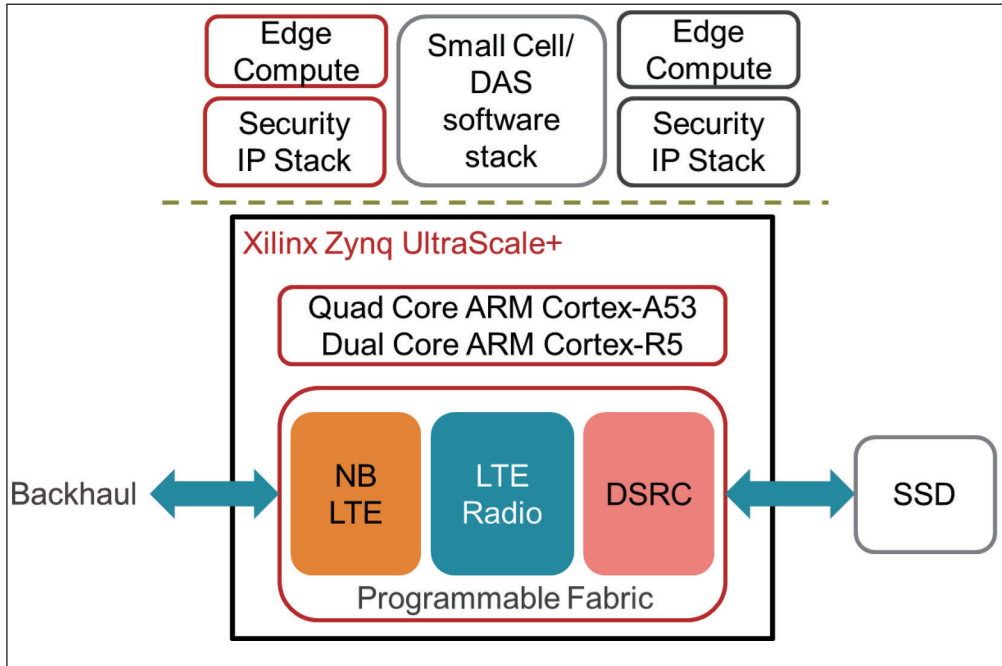 Edge
Compute
Small Cell/
DAS
software
stack
Edge
Compute
Security
IP Stack
Security
IP Stack
Xilinx Zynq UltraScale+
Quad Core ARM Cortex-A53
Dual Core ARM Cortex-R5
Backhaul
NB
LTE
LTE
Radio
DSRC
SSD
Programmable Fabric